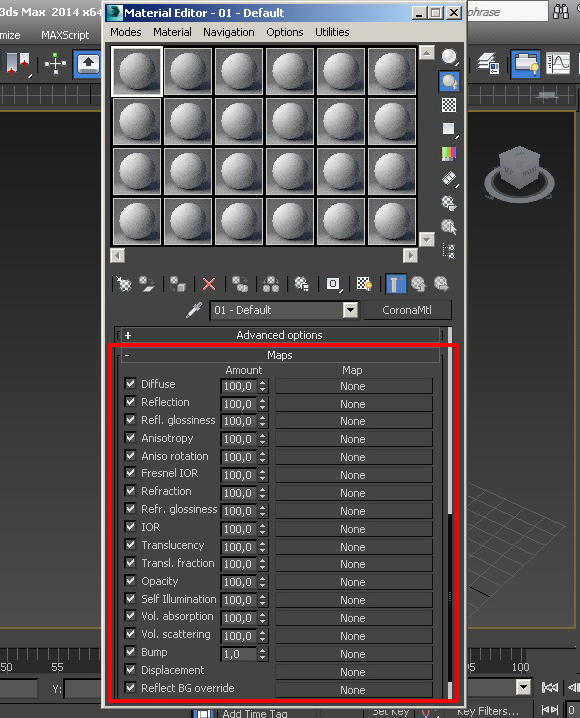 3ds Max 2014 x64
Material Editor - 01 - Default
phrase
mize
MAXScript
Modes Material Navigation Options Utilities
01 - Default
CoronaMtl
+ Advanced options
- Maps
Amount Map
Diffuse 100,0 None
Reflection 100,0 None
Refl. glossiness 100,0 None
Anisotropy 100,0 None
Aniso rotation 100,0 None
Fresnel IOR 100,0 None
Refraction 100,0 None
Refr. glossiness 100,0 None
IOR 100,0 None
Translucency 100,0 None
Transl. fraction 100,0 None
Opacity 100,0 None
Self Illumination 100,0 None
Vol. absorption 100,0 None
Vol. scattering 100,0 None
Bump 1,0 None
Displacement None
Reflect BG override None
50 55 100
Y:
Add Time Tag
Set Key
Key Filters...